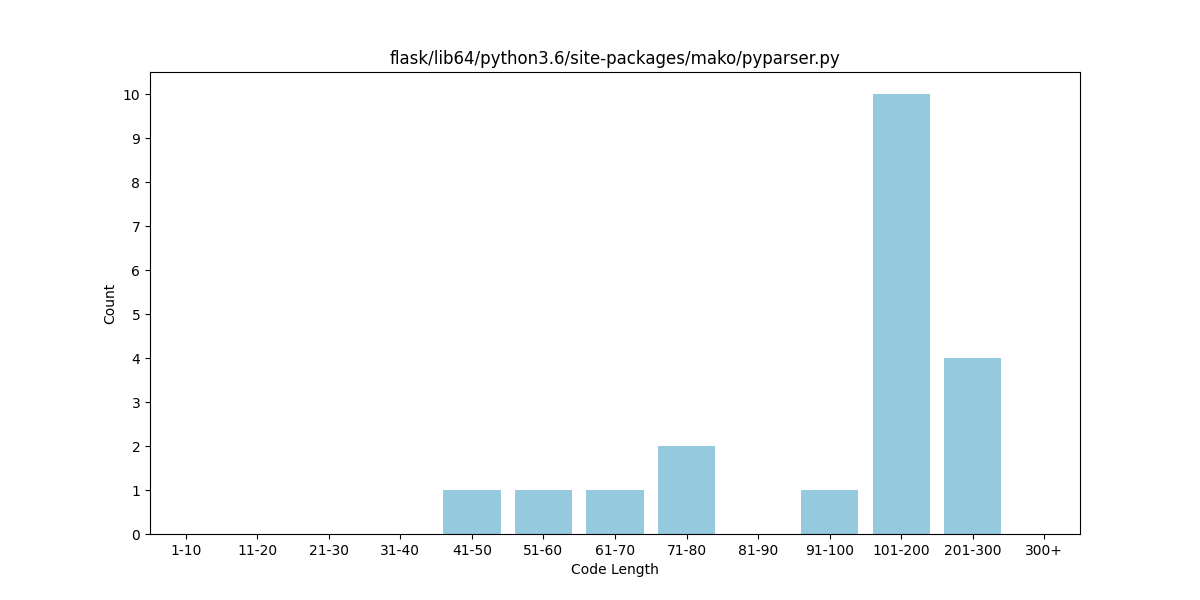 flask/lib64/python3.6/site-packages/mako/pyparser.py
10
9
8
7
6
5
4
3
2
1
0
Count
1-10 11-20 21-30 31-40 41-50 51-60 61-70 71-80 81-90 91-100 101-200 201-300 300+
Code Length